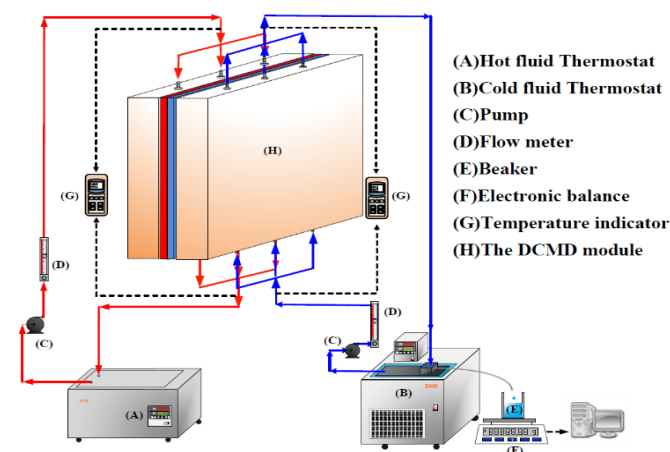 (A)Hot fluid Thermostat
(B)Cold fluid Thermostat
(C)Pump
(D)Flow meter
(E)Beaker
(F)Electronic balance
(G)Temperature indicator
(H)The DCMD module
(H)
(G)
(G)
(D)
(D)
(C)
(C)
(A)
(B)
(E)
(F)